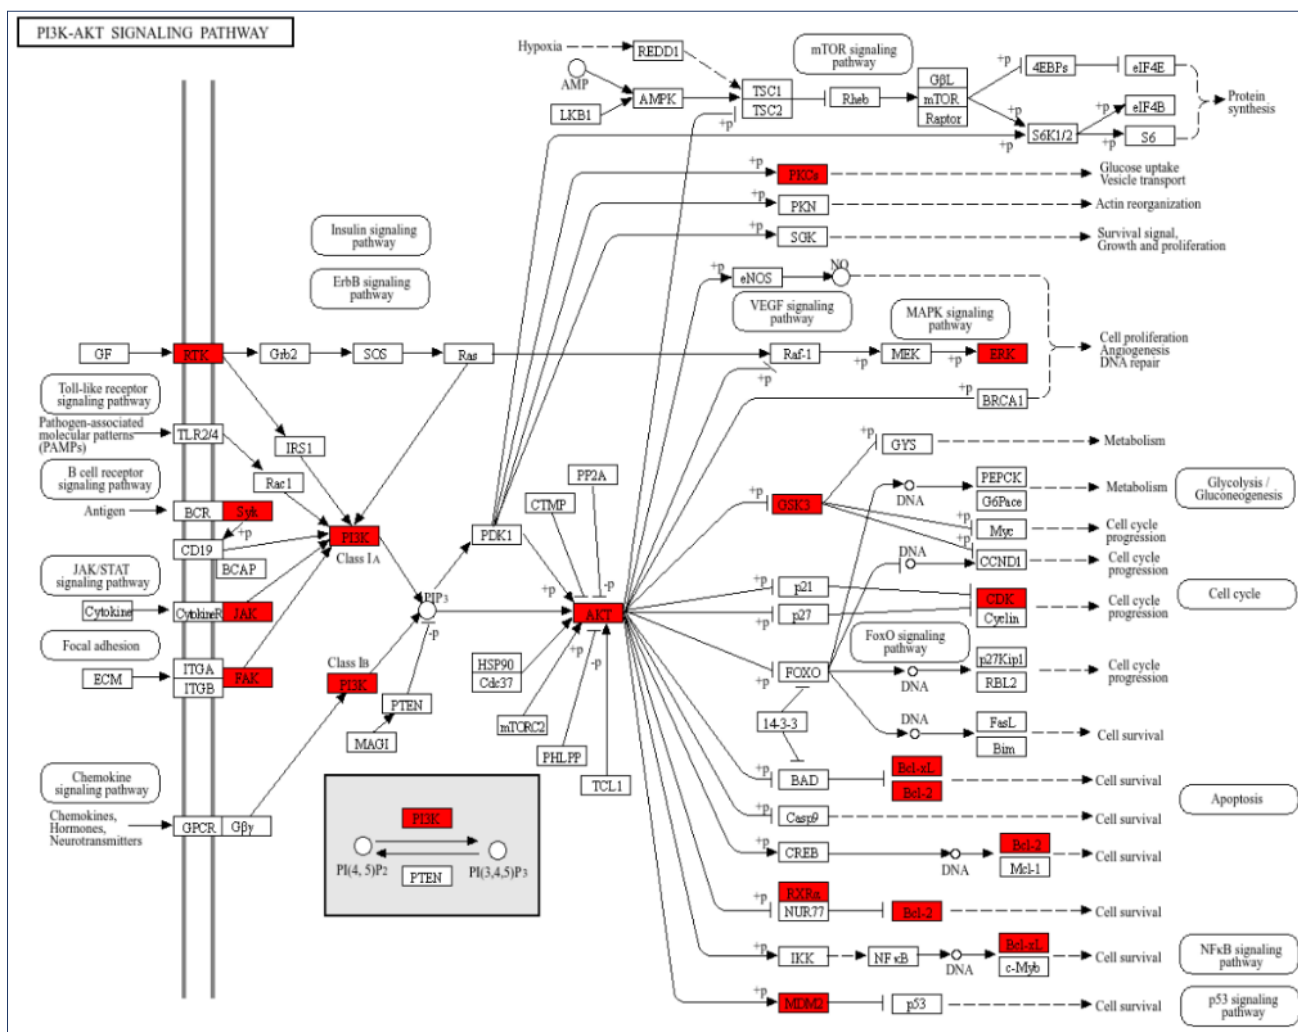 PI3K-AKT SIGNALING PATHWAY
Hypoxia
REDD1
mTOR signaling
pathway
AMP
LKB1
AMPK
TSC1
TSC2
+p
Rheb
GβL
mTOR
Raptor
+p
4EBPs
eIF4E
+p
S6K1/2
+p
+p
eIF4B
+p
S6
Protein
synthesis
+p
PKCs
Glucose uptake
Vesicle transport
+p
PKN
Actin reorganization
+p
SGK
Survival signal,
Growth and proliferation
Insulin signaling
pathway
ErbB signaling
pathway
+p
eNOS
NO
VEGF signaling
pathway
MAPK signaling
pathway
GF
RTK
Grb2
SOS
Ras
Raf-1
+p
+p
MEK
+p
ERK
Cell proliferation
Angiogenesis
DNA repair
+p
BRCA1
Toll-like receptor
signaling pathway
Pathogen-associated
molecular patterns
(PAMPs)
TLR2/4
IRS1
Rac1
B cell receptor
signaling pathway
Antigen
BCR
Syk
+p
CD19
BCAP
PI3K
Class IA
JAK/STAT
signaling pathway
Cytokine
CytokineR
JAK
Focal adhesion
ECM
ITGA
ITGB
FAK
Class IB
PI3K
PIP3
-p
PTEN
MAGI
Chemokine
signaling pathway
Chemokines,
Hormones,
Neurotransmitters
GPCR
Gβγ
PI3K
PI(4, 5)P2
PI(3,4,5)P3
PTEN
PDK1
CTMP
PP2A
+p
-p
AKT
+p
-p
HSP90
Cdc37
mTORC2
PHLPP
TCL1
+p
GYS
Metabolism
+p
GSK3
DNA
PEPCK
G6Pace
Metabolism
Glycolysis /
Gluconeogenesis
+p
Myc
Cell cycle
progression
DNA
+p
CCND1
Cell cycle
progression
+p
p21
+p
p27
CDK
Cyclin
Cell cycle
progression
Cell cycle
FoxO signaling
pathway
+p
FOXO
DNA
p27Kip1
RBL2
Cell cycle
progression
14-3-3
DNA
FasL
Bim
Cell survival
+p
BAD
Bcl-xL
Bcl-2
Cell survival
+p
Casp9
Cell survival
Apoptosis
+p
CREB
DNA
Bcl-2
Mcl-1
Cell survival
+p
RXRα
NUR77
Bcl-2
Cell survival
+p
IKK
NFκB
DNA
Bcl-xL
c-Myb
Cell survival
NFκB signaling
pathway
+p
MDM2
p53
Cell survival
p53 signaling
pathway